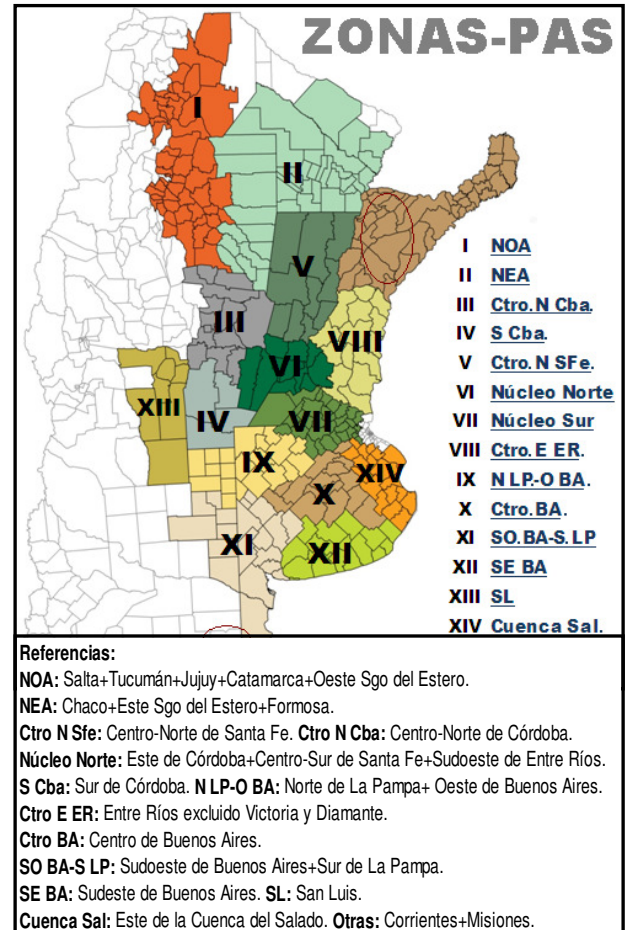 ZONAS-PAS
I
II
V
III
VIII
VI
XIII
IV
VII
IX
XIV
X
XI
XII
I NOA
II NEA
III Ctro.N Cba.
IV S Cba.
V Ctro.N SFe.
VI Núcleo Norte
VII Núcleo Sur
VIII Ctro.E ER.
IX N LP.-O BA.
X Ctro.BA.
XI SO.BA-S.LP
XII SE BA
XIII SL
XIV Cuenca Sal.
Referencias:
NOA: Salta+Tucumán+Jujuy+Catamarca+Oeste Sgo del Estero.
NEA: Chaco+Este Sgo del Estero+Formosa.
Ctro N Sfe: Centro-Norte de Santa Fe. Ctro N Cba: Centro-Norte de Córdoba.
Núcleo Norte: Este de Córdoba+Centro-Sur de Santa Fe+Sudoeste de Entre Ríos.
S Cba: Sur de Córdoba. N LP-O BA: Norte de La Pampa+ Oeste de Buenos Aires.
Ctro E ER: Entre Ríos excluido Victoria y Diamante.
Ctro BA: Centro de Buenos Aires.
SO BA-S LP: Sudoeste de Buenos Aires+Sur de La Pampa.
SE BA: Sudeste de Buenos Aires. SL: San Luis.
Cuenca Sal: Este de la Cuenca del Salado. Otras: Corrientes+Misiones.